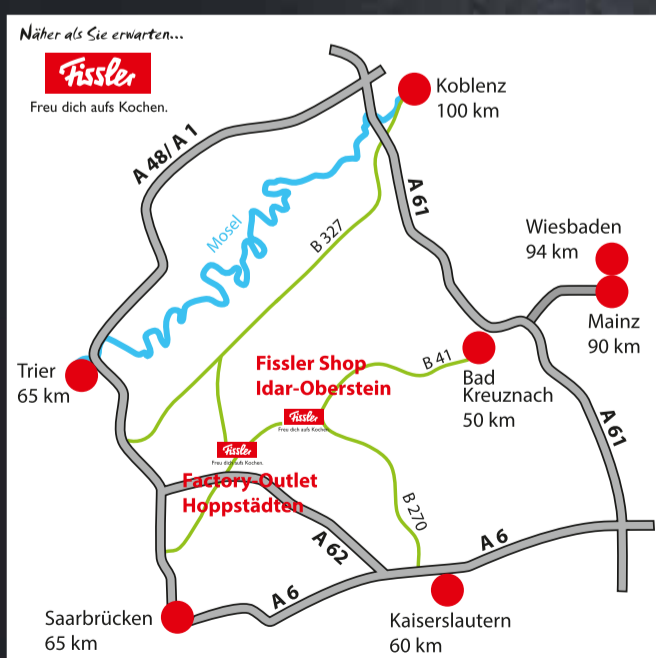 Näher als Sie erwarten...
Fissler
Freu dich aufs Kochen.
Koblenz
100 km
A 48/ A 1
A 61
Mosel
B 327
Wiesbaden
94 km
Mainz
90 km
Trier
65 km
Fissler Shop
Idar-Oberstein
B 41
Bad
Kreuznach
50 km
Fissler
Freu dich aufs Kochen.
A 61
Fissler
Freu dich aufs Kochen.
Factory-Outlet
Hoppstädten
B 270
A 62
A 6
A 6
Saarbrücken
65 km
Kaiserslautern
60 km